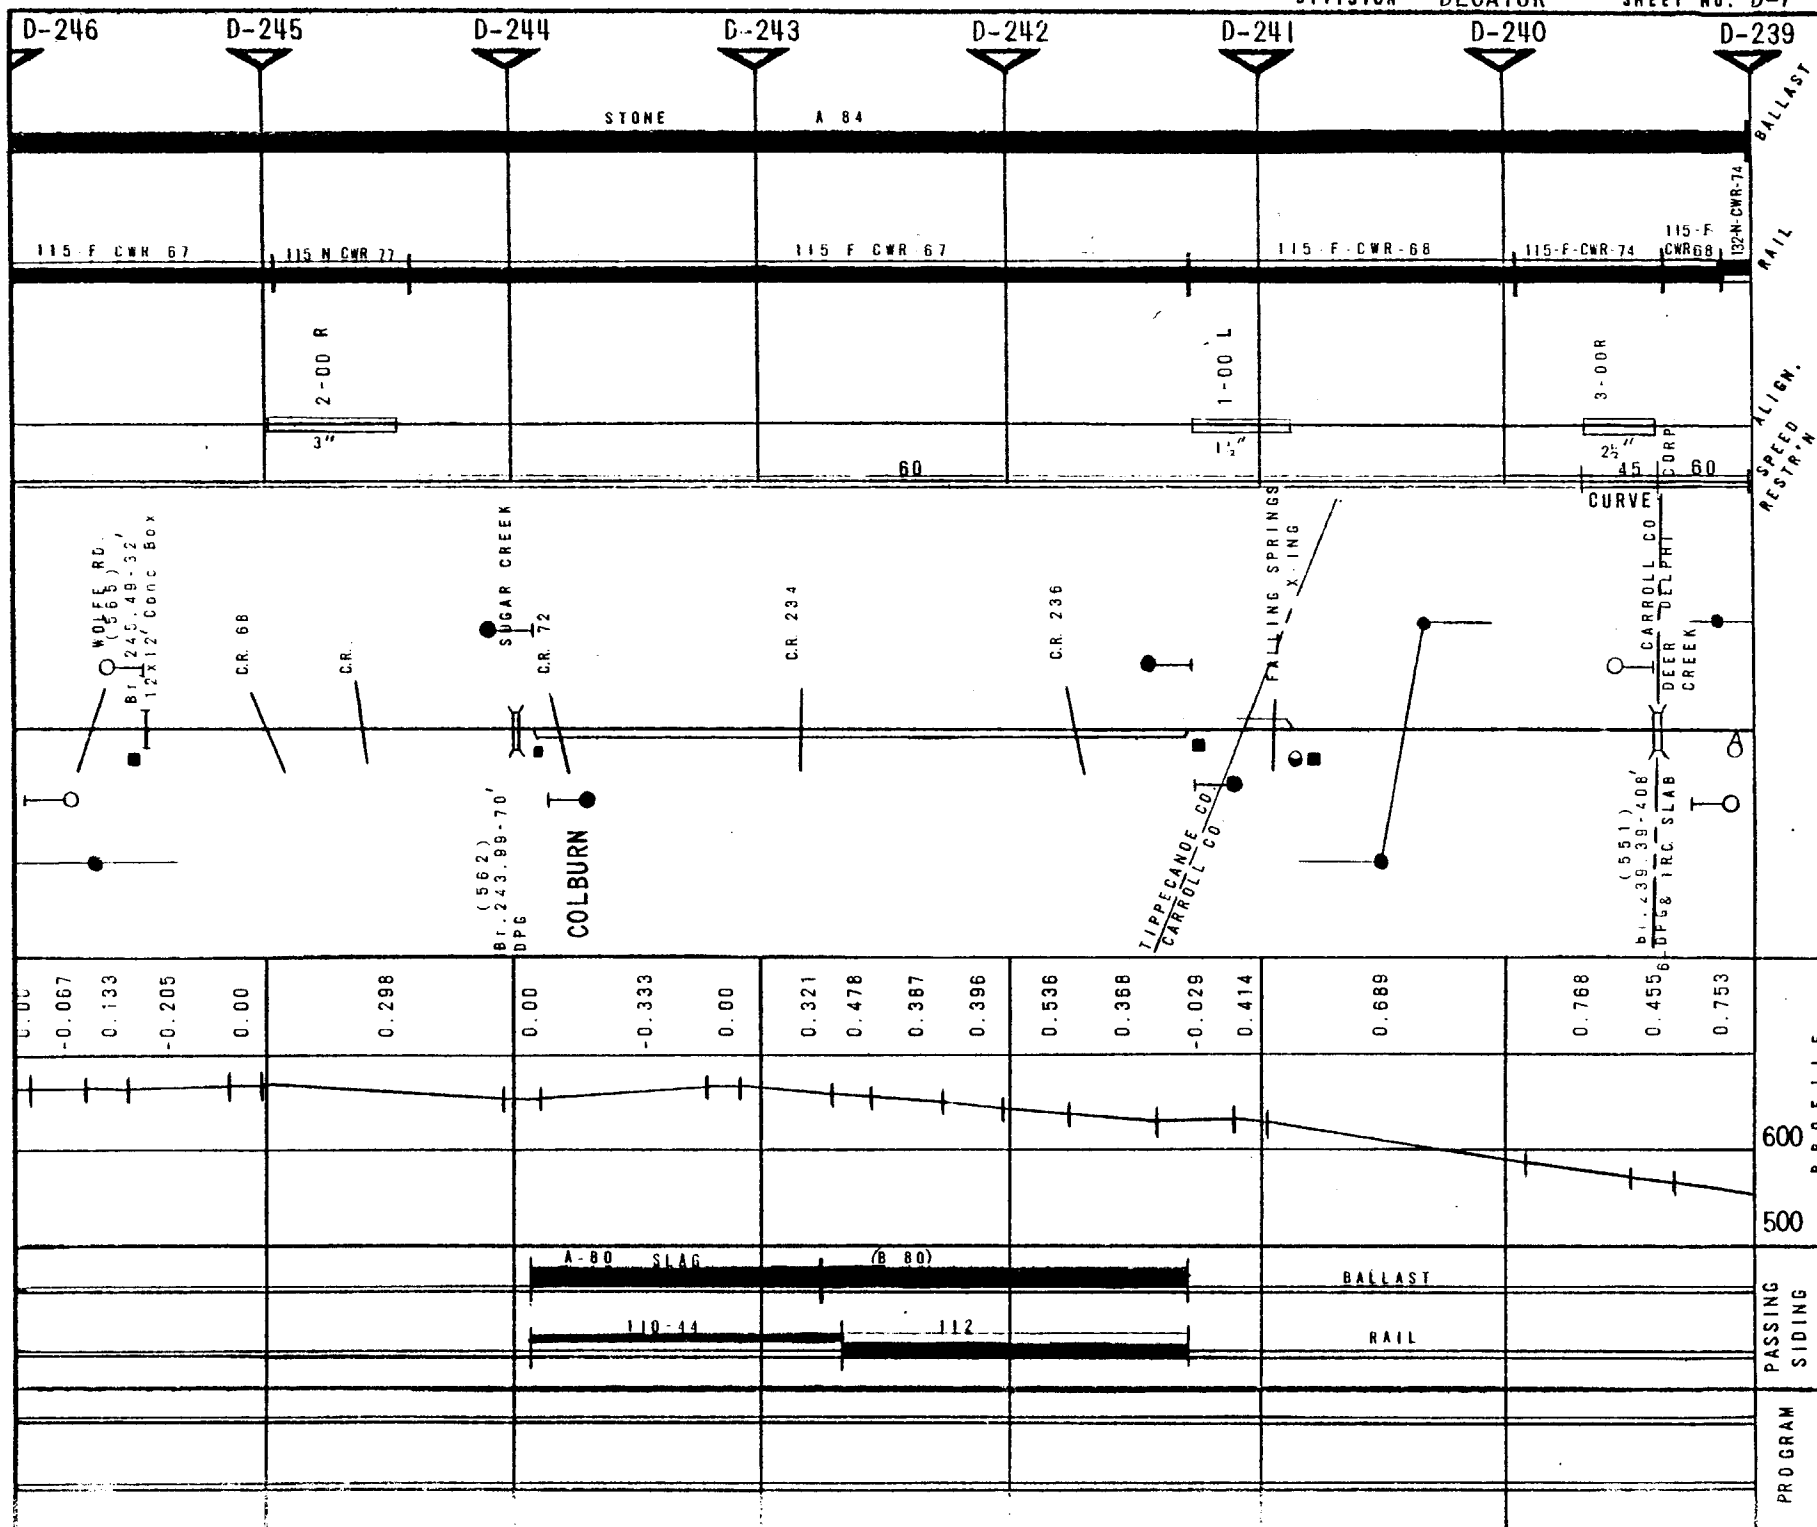 DIVISION DECATUR SHEET NO. D-7
D-246 D-245 D-244 D-243 D-242 D-241 D-240 D-239
STONE A 84
BALLAST
115-F CWR 67
115 N CWR 77
115 F CWR 67
115-F-CWR-68
115-F-CWR-74
115-F
CWR68
132-N-CWR-74
RAIL
2-00 R
3"
1-00 L
1½"
3-00R
2½"
ALIGN.
60
45
60
CORP
SPEED
RESTR'N
CURVE
WOLFE RD.
(565)
Br. 245.49-32'
12'x12' Conc Box
C.R. 68
C.R.
SUGAR CREEK
C.R. 72
C.R. 234
C.R. 236
FALLING SPRINGS
X-ING
CARROLL CO
DEER DELPHI
CREEK
(562)
Br. 243.99-70'
DPG
COLBURN
TIPPECANOE CO.
CARROLL CO
(551)
Br. 239.39-408'
DPG & 1RC SLAB
0.00
-0.067
0.133
-0.205
0.00
0.298
0.00
-0.333
0.00
0.321
0.478
0.387
0.396
0.536
0.368
-0.029
0.414
0.689
0.768
0.455
0.753
PROFILE
600
500
A-80 SLAG (B 80)
BALLAST
110-44 112
RAIL
PASSING
SIDING
PROGRAM